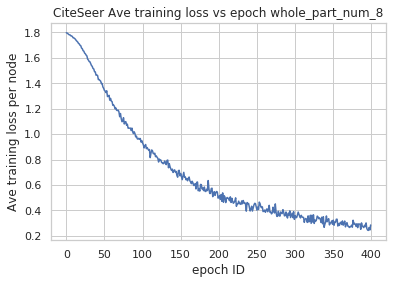 CiteSeer Ave training loss vs epoch whole_part_num_8
Ave training loss per node
1.8
1.6
1.4
1.2
1.0
0.8
0.6
0.4
0.2
0 50 100 150 200 250 300 350 400
epoch ID